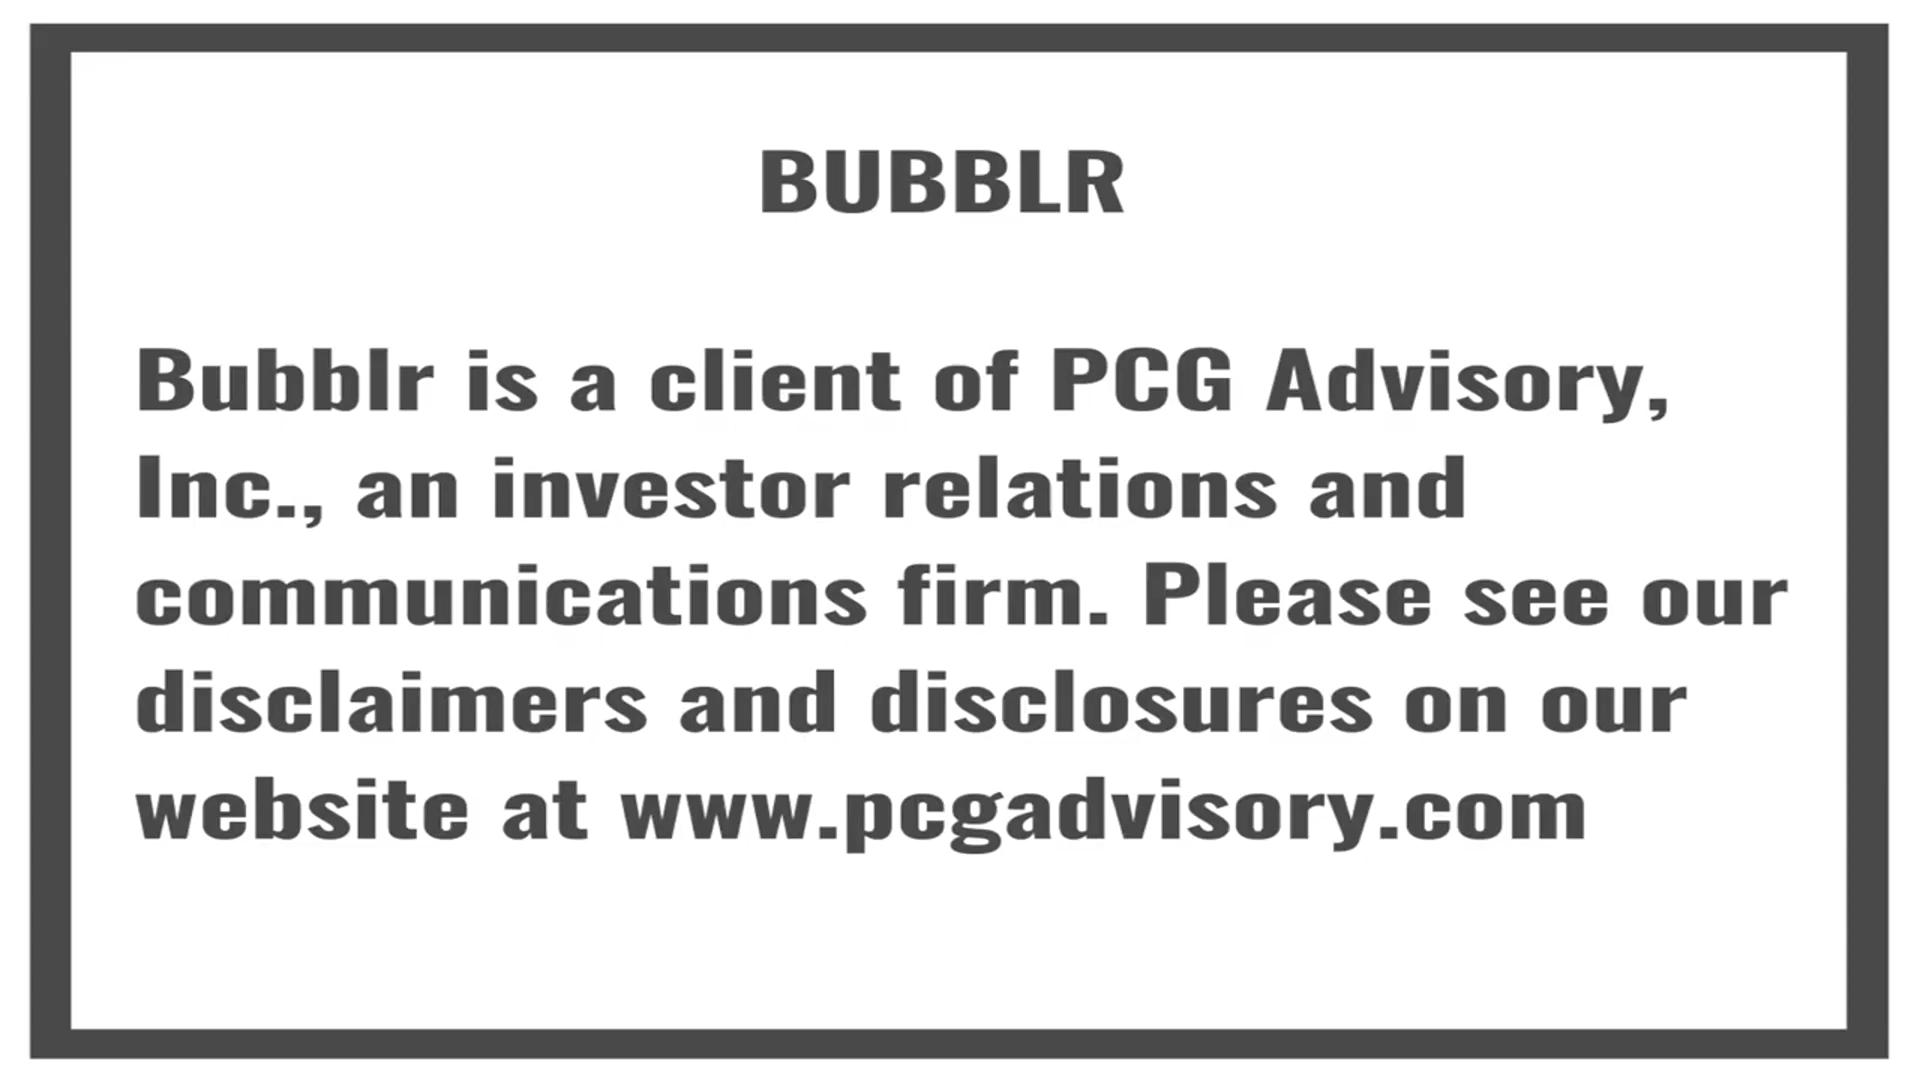 BUBBLR
Bubblr is a client of PCG Advisory,
Inc., an investor relations and
communications firm. Please see our
disclaimers and disclosures on our
website at www.pcgadvisory.com